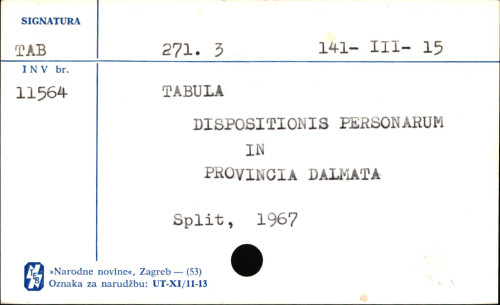 SIGNATURA
TAB 271. 3 141- III- 15
INV br.
11564 TABULA
DISPOSITIONIS PERSONARUM
IN
PROVINCIA DALMATA
Split, 1967
»Narodne novine«, Zagreb — (53)
Oznaka za narudžbu: UT-XI/11-13